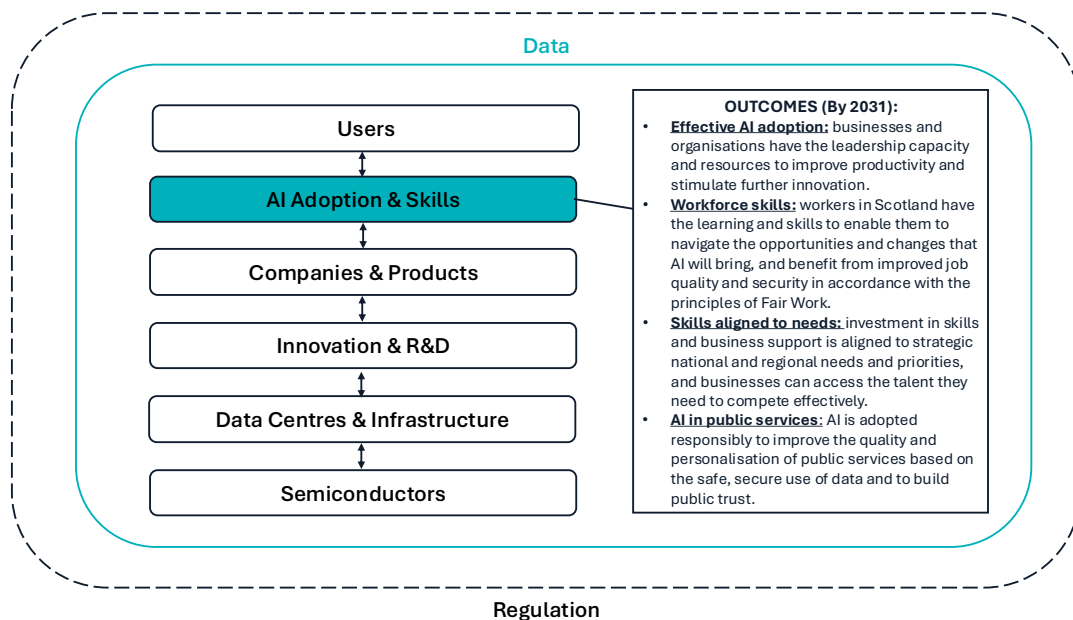 Data
Users
AI Adoption & Skills
Companies & Products
Innovation & R&D
Data Centres & Infrastructure
Semiconductors
OUTCOMES (By 2031):
• Effective AI adoption: businesses and
organisations have the leadership capacity
and resources to improve productivity and
stimulate further innovation.
• Workforce skills: workers in Scotland have
the learning and skills to enable them to
navigate the opportunities and changes that
AI will bring, and benefit from improved job
quality and security in accordance with the
principles of Fair Work.
• Skills aligned to needs: investment in skills
and business support is aligned to strategic
national and regional needs and priorities,
and businesses can access the talent they
need to compete effectively.
• AI in public services: AI is adopted
responsibly to improve the quality and
personalisation of public services based on
the safe, secure use of data and to build
public trust.
Regulation